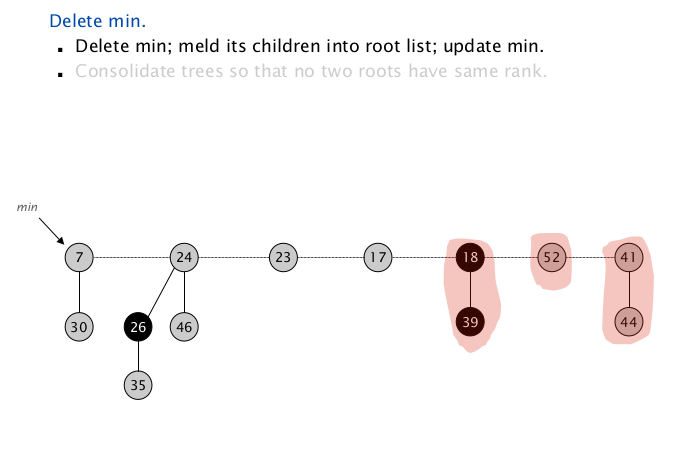 Delete min.
Delete min; meld its children into root list; update min.
Consolidate trees so that no two roots have same rank.
min
7 24 23 17 18 52 41
30 26 46 39 44
35